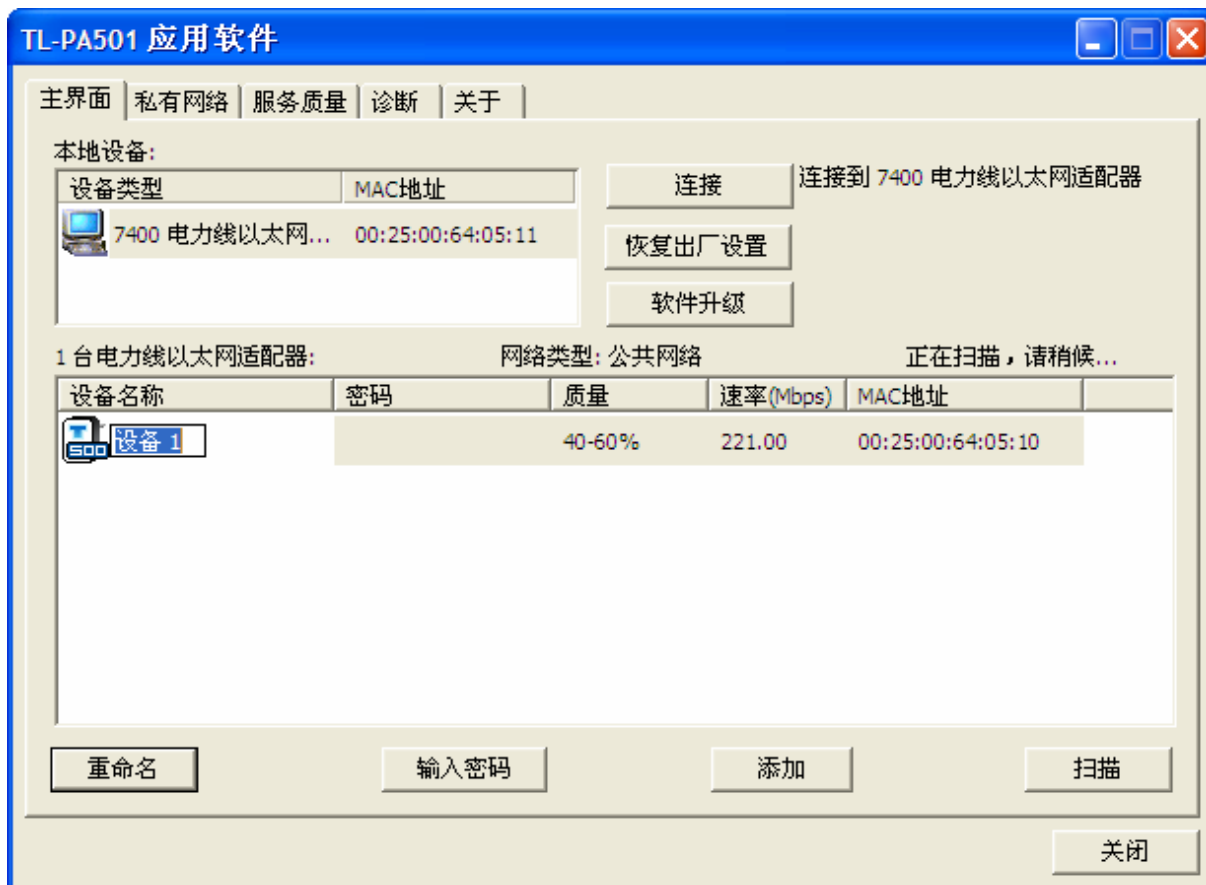 TL-PA501 应用软件
主界面 私有网络 服务质量 诊断 关于
本地设备:
设备类型 MAC地址
7400 电力线以太网... 00:25:00:64:05:11
连接 连接到 7400 电力线以太网适配器
恢复出厂设置
软件升级
1 台电力线以太网适配器: 网络类型: 公共网络 正在扫描，请稍候...
设备名称 密码 质量 速率(Mbps) MAC地址
500 设备 1 40-60% 221.00 00:25:00:64:05:10
重命名 输入密码 添加 扫描
关闭